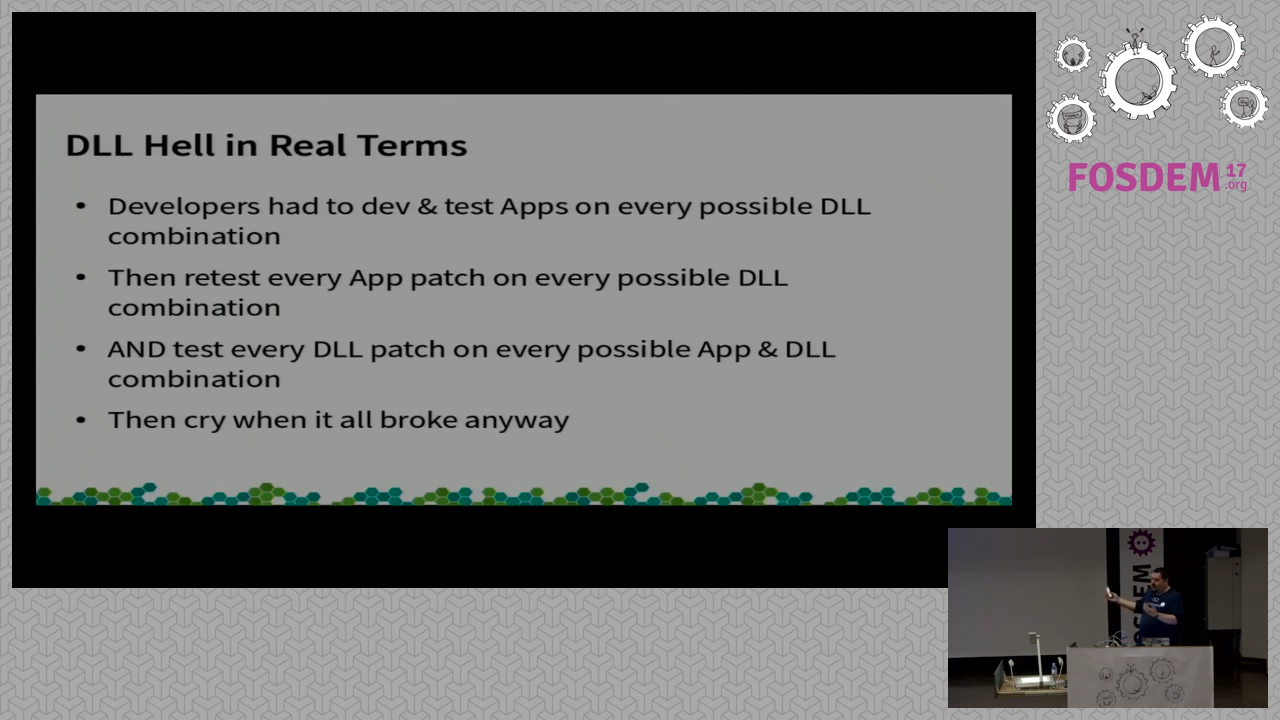 DLL Hell in Real Terms
• Developers had to dev & test Apps on every possible DLL
combination
• Then retest every App patch on every possible DLL
combination
• AND test every DLL patch on every possible App & DLL
combination
• Then cry when it all broke anyway
FOSDEM 17
.org